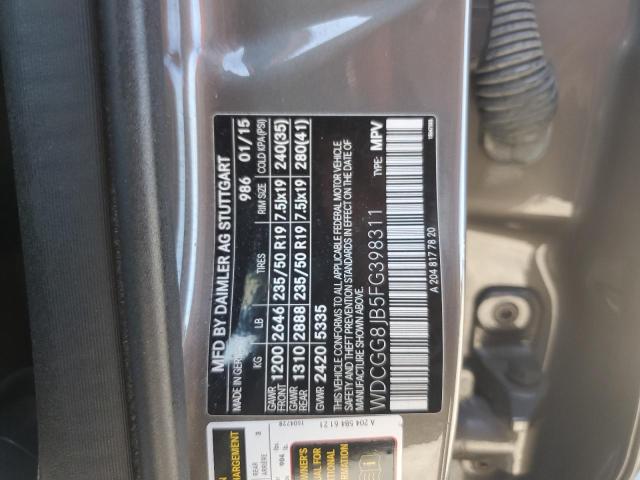 MFD BY DAIMLER AG STUTTGART
MADE IN GERMANY 986 01/15
KG LB TIRES RIM SIZE COLD KPA(PSI)
GAWR FRONT 1200 2646 235/50 R19 7.5Jx19 240(35)
GAWR REAR 1310 2888 235/50 R19 7.5Jx19 280(41)
GVWR 2420 5335
THIS VEHICLE CONFORMS TO ALL APPLICABLE FEDERAL MOTOR VEHICLE
SAFETY AND THEFT PREVENTION STANDARDS IN EFFECT ON THE DATE OF
MANUFACTURE SHOWN ABOVE.
TYPE: MPV
WDCGG8JB5FG398311
A 204 817 78 20
A 204 584 61 21
REAR
ARRIÈRE
OWNER'S